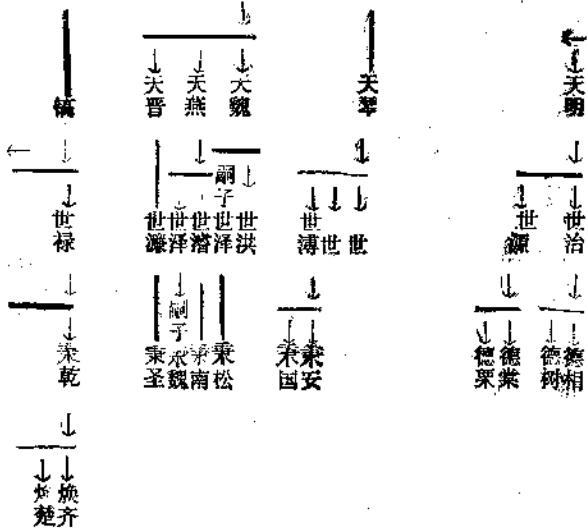 天明
天琴
天魏
天燕
天晋
世治
世源
世
世
世溥
世洪
嗣子
世泽
世濳
世泽
世濂
世禄
德相
德树
德棠
德栗
秉安
秉国
秉松
秉南
嗣子
秉魏
秉圣
秉乾
焕齐
焕楚